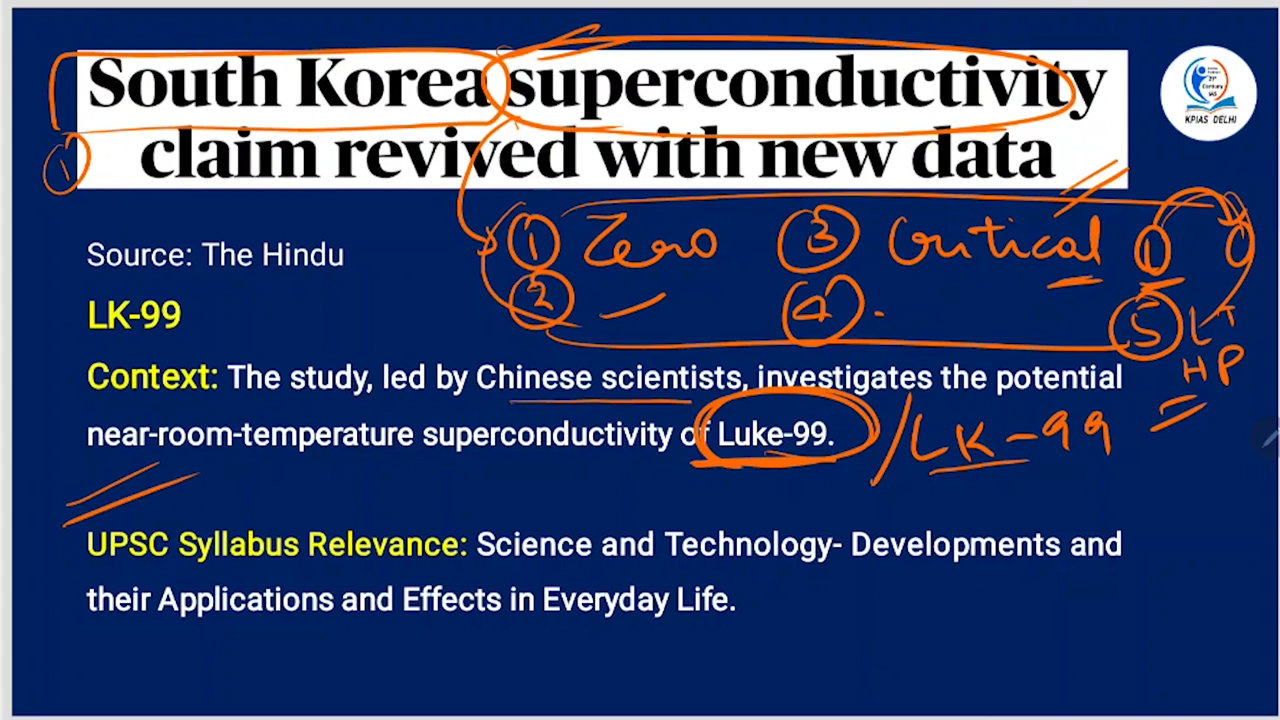 South Korea superconductivity
claim revived with new data
KPIAS DELHI
1
Source: The Hindu
1 Zero 3 Critical 1
2 4 5
HP
LK-99
Context: The study, led by Chinese scientists, investigates the potential
near-room-temperature superconductivity of Luke-99.
/LK-99
UPSC Syllabus Relevance: Science and Technology- Developments and
their Applications and Effects in Everyday Life.